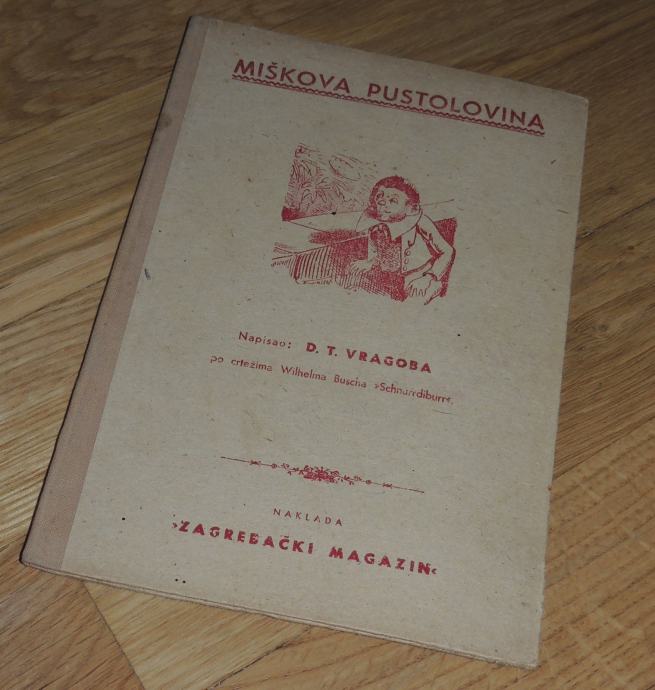 MIŠKOVA PUSTOLOVINA
Napisao: D. T. VRAGOBA
po crtežima Wilhelma Buscha »Schnurrdiburr«.
NAKLADA
»ZAGREBAČKI MAGAZIN«